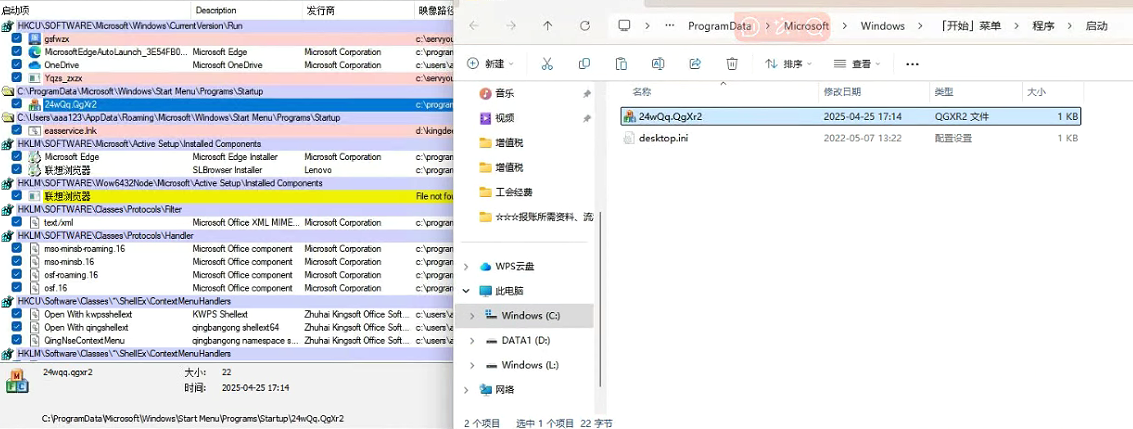 启动项 Description 发行商 映像路径
HKCU\SOFTWARE\Microsoft\Windows\CurrentVersion\Run
gsfwzx c:\servyou
MicrosoftEdgeAutoLaunch_3E54FB0... Microsoft Edge Microsoft Corporation c:\program
OneDrive Microsoft OneDrive Microsoft Corporation c:\program
Yqzs_zxzx c:\servyou
C:\ProgramData\Microsoft\Windows\Start Menu\Programs\Startup
24wQq.QgXr2 c:\program
C:\Users\aaa123\AppData\Roaming\Microsoft\Windows\Start Menu\Programs\Startup
easservice.lnk d:\kingdee
HKLM\SOFTWARE\Microsoft\Active Setup\Installed Components
Microsoft Edge Microsoft Edge Installer Microsoft Corporation c:\program
联想浏览器 SLBrowser Installer Lenovo c:\program
HKLM\SOFTWARE\Wow6432Node\Microsoft\Active Setup\Installed Components
联想浏览器 File not fou
HKLM\SOFTWARE\Classes\Protocols\Filter
text/xml Microsoft Office XML MIME... Microsoft Corporation c:\program
HKLM\SOFTWARE\Classes\Protocols\Handler
mso-minsb-roaming.16 Microsoft Office component Microsoft Corporation c:\program
mso-minsb.16 Microsoft Office component Microsoft Corporation c:\program
osf-roaming.16 Microsoft Office component Microsoft Corporation c:\program
osf.16 Microsoft Office component Microsoft Corporation c:\program
HKCU\Software\Classes\*\ShellEx\ContextMenuHandlers
Open With kwpsshellext KWPS Shellext Zhuhai Kingsoft Office Soft... c:\users\a
Open With qingshellext qingbangong shellext64 Zhuhai Kingsoft Office Soft... c:\users\a
QingNseContextMenu qingbangong namespace s... Zhuhai Kingsoft Office Soft... c:\users\a
HKLM\Software\Classes\*\ShellEx\ContextMenuHandlers
24wqq.qgxr2 大小: 22
时间: 2025-04-25 17:14
C:\ProgramData\Microsoft\Windows\Start Menu\Programs\Startup\24wQq.QgXr2
ProgramData Microsoft Windows 「开始」菜单 程序 启动
新建 排序 查看
名称 修改日期 类型 大小
24wQq.QgXr2 2025-04-25 17:14 QGXR2 文件 1 KB
desktop.ini 2022-05-07 13:22 配置设置 1 KB
音乐
视频
增值税
增值税
工会经费
☆☆☆报账所需资料、流
WPS云盘
此电脑
Windows (C:)
DATA1 (D:)
Windows (L:)
网络
2 个项目 选中 1 个项目 22 字节